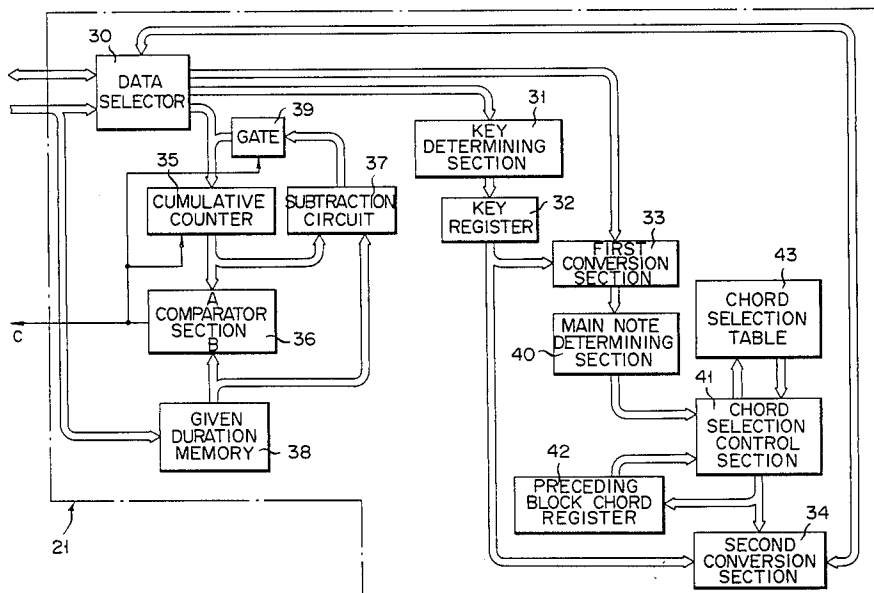 30
DATA
SELECTOR
39
GATE
35
CUMULATIVE
COUNTER
37
SUBTRACTION
CIRCUIT
31
KEY
DETERMINING
SECTION
KEY
REGISTER
32
33
FIRST
CONVERSION
SECTION
43
CHORD
SELECTION
TABLE
A
COMPARATOR
SECTION
B
36
C
MAIN NOTE
DETERMINING
SECTION
40
41
CHORD
SELECTION
CONTROL
SECTION
GIVEN
DURATION
MEMORY
38
42
PRECEDING
BLOCK CHORD
REGISTER
34
SECOND
CONVERSION
SECTION
21